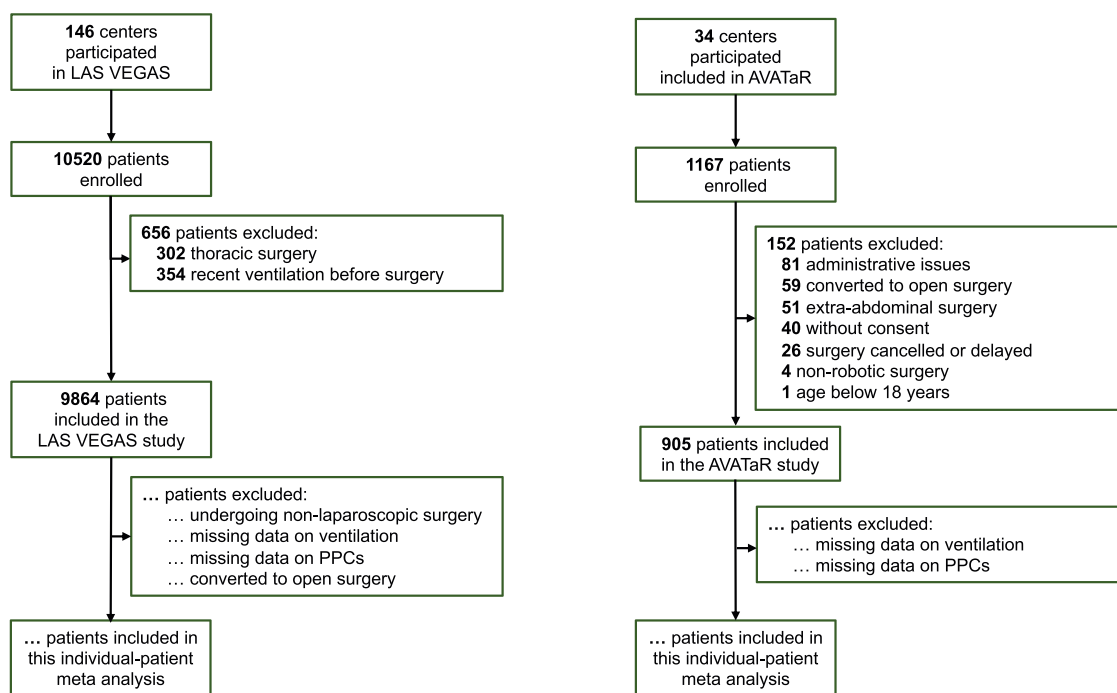 146 centers
participated
in LAS VEGAS
10520 patients
enrolled
656 patients excluded:
302 thoracic surgery
354 recent ventilation before surgery
9864 patients
included in the
LAS VEGAS study
... patients excluded:
... undergoing non-laparoscopic surgery
... missing data on ventilation
... missing data on PPCs
... converted to open surgery
... patients included in
this individual-patient
meta analysis
34 centers
participated
included in AVATaR
1167 patients
enrolled
152 patients excluded:
81 administrative issues
59 converted to open surgery
51 extra-abdominal surgery
40 without consent
26 surgery cancelled or delayed
4 non-robotic surgery
1 age below 18 years
905 patients included
in the AVATaR study
... patients excluded:
... missing data on ventilation
... missing data on PPCs
... patients included in
this individual-patient
meta analysis